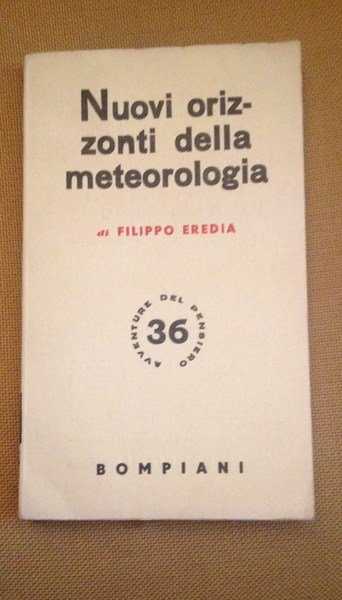 Nuovi oriz-
zonti della
meteorologia
di FILIPPO EREDIA
AVVENTURE DEL PENSIERO
36
BOMPIANI